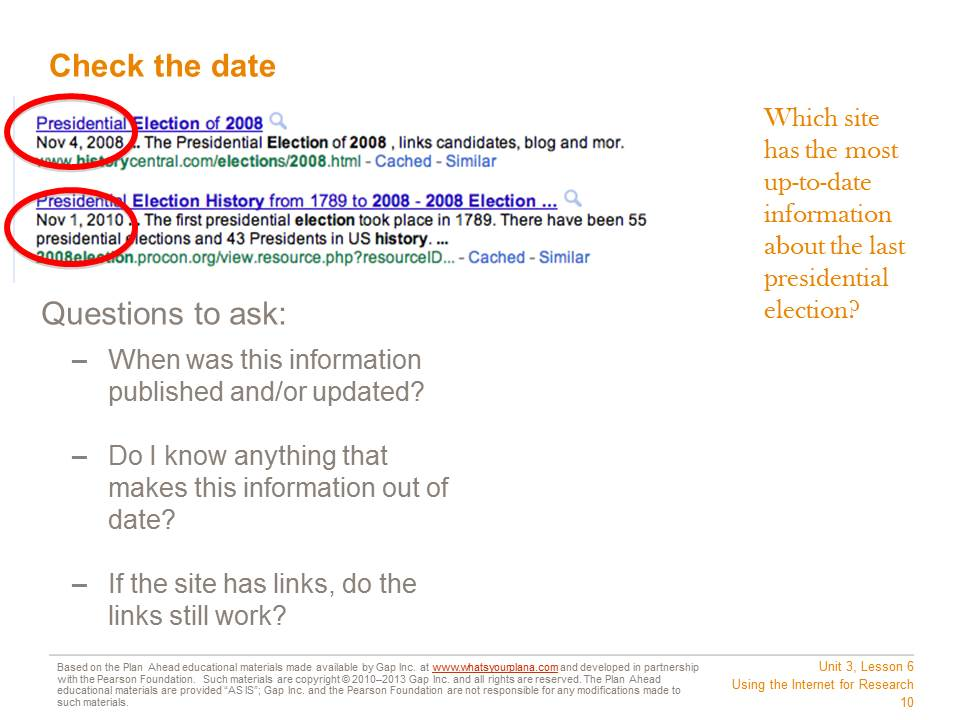 Check the date
Presidential Election of 2008
Nov 4, 2008 ... The Presidential Election of 2008 , links candidates, blog and mor.
www.historycentral.com/elections/2008.html - Cached - Similar
Presidential Election History from 1789 to 2008 - 2008 Election ...
Nov 1, 2010 ... The first presidential election took place in 1789. There have been 55
presidential elections and 43 Presidents in US history. ...
2008election.procon.org/view.resource.php?resourceID... - Cached - Similar
Which site
has the most
up-to-date
information
about the last
presidential
election?
Questions to ask:
– When was this information
published and/or updated?
– Do I know anything that
makes this information out of
date?
– If the site has links, do the
links still work?
Based on the Plan Ahead educational materials made available by Gap Inc. at www.whatsyourplana.com and developed in partnership
with the Pearson Foundation. Such materials are copyright © 2010–2013 Gap Inc. and all rights are reserved. The Plan Ahead
educational materials are provided “AS IS”; Gap Inc. and the Pearson Foundation are not responsible for any modifications made to
such materials.
Unit 3, Lesson 6
Using the Internet for Research
10